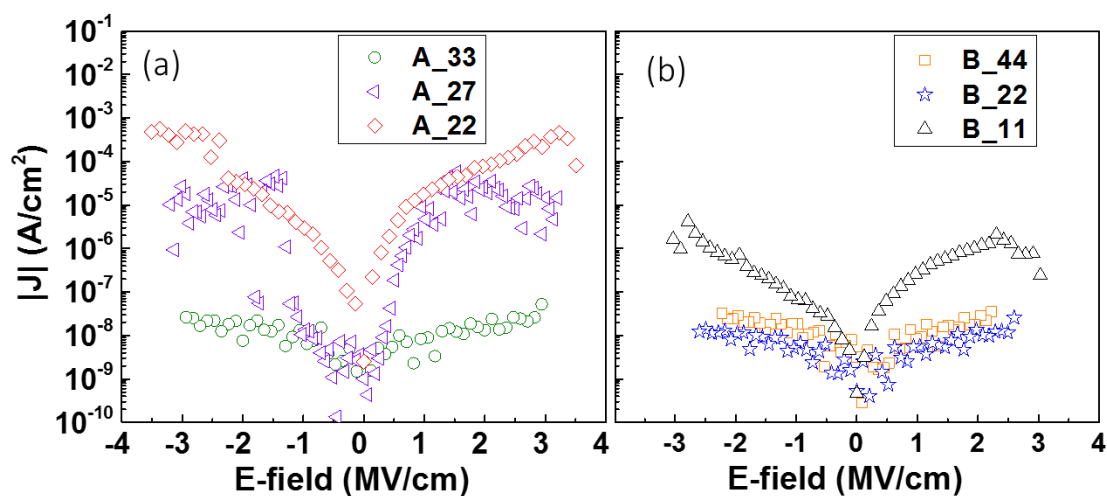 10⁻¹
10⁻²
10⁻³
10⁻⁴
10⁻⁵
10⁻⁶
10⁻⁷
10⁻⁸
10⁻⁹
10⁻¹⁰
|J| (A/cm²)
(a)
A_33
A_27
A_22
-4 -3 -2 -1 0 1 2 3 4
E-field (MV/cm)
(b)
B_44
B_22
B_11
-3 -2 -1 0 1 2 3 4
E-field (MV/cm)